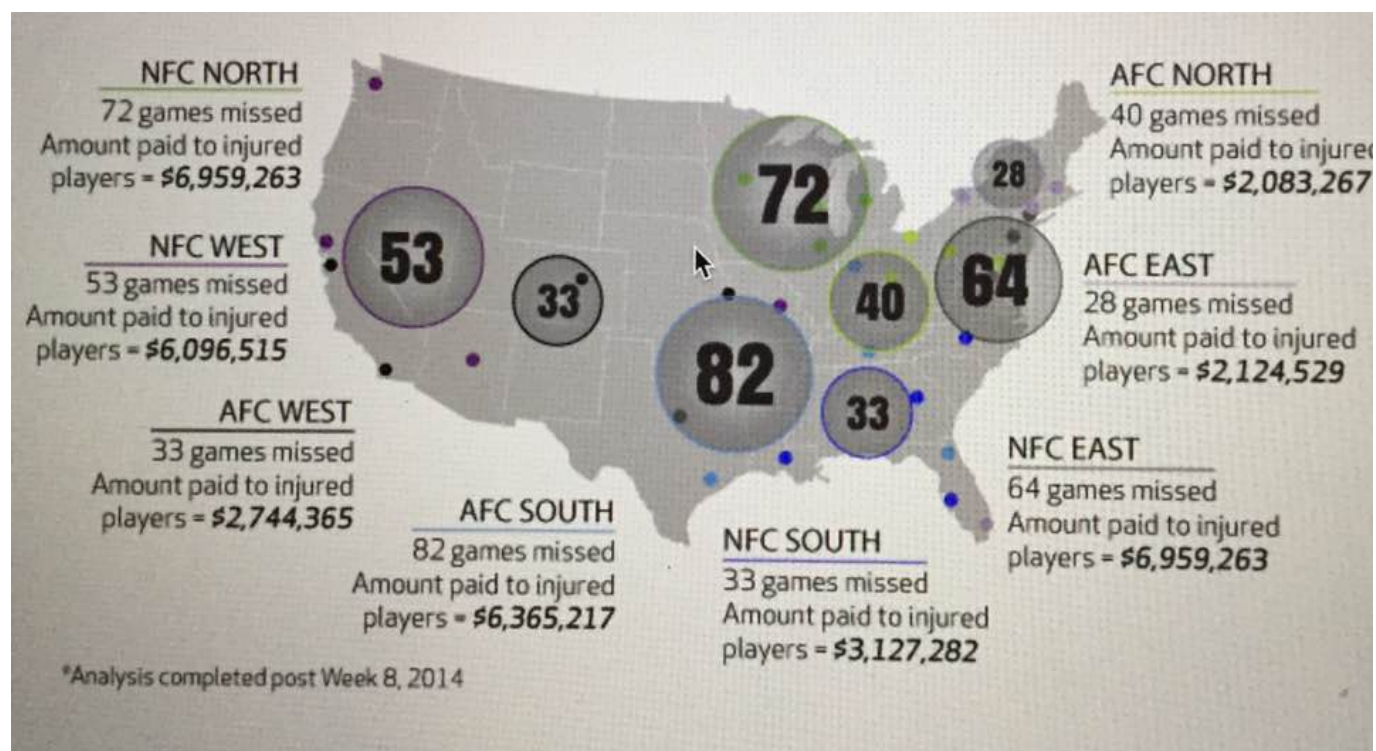 NFC NORTH
72 games missed
Amount paid to injured
players = $6,959,263
NFC WEST
53 games missed
Amount paid to injured
players = $6,096,515
AFC WEST
33 games missed
Amount paid to injured
players = $2,744,365
AFC SOUTH
82 games missed
Amount paid to injured
players = $6,365,217
NFC SOUTH
33 games missed
Amount paid to injured
players = $3,127,282
AFC NORTH
40 games missed
Amount paid to injured
players = $2,083,267
AFC EAST
28 games missed
Amount paid to injured
players = $2,124,529
NFC EAST
64 games missed
Amount paid to injured
players = $6,959,263
53
33
72
82
40
33
28
64
*Analysis completed post Week 8, 2014